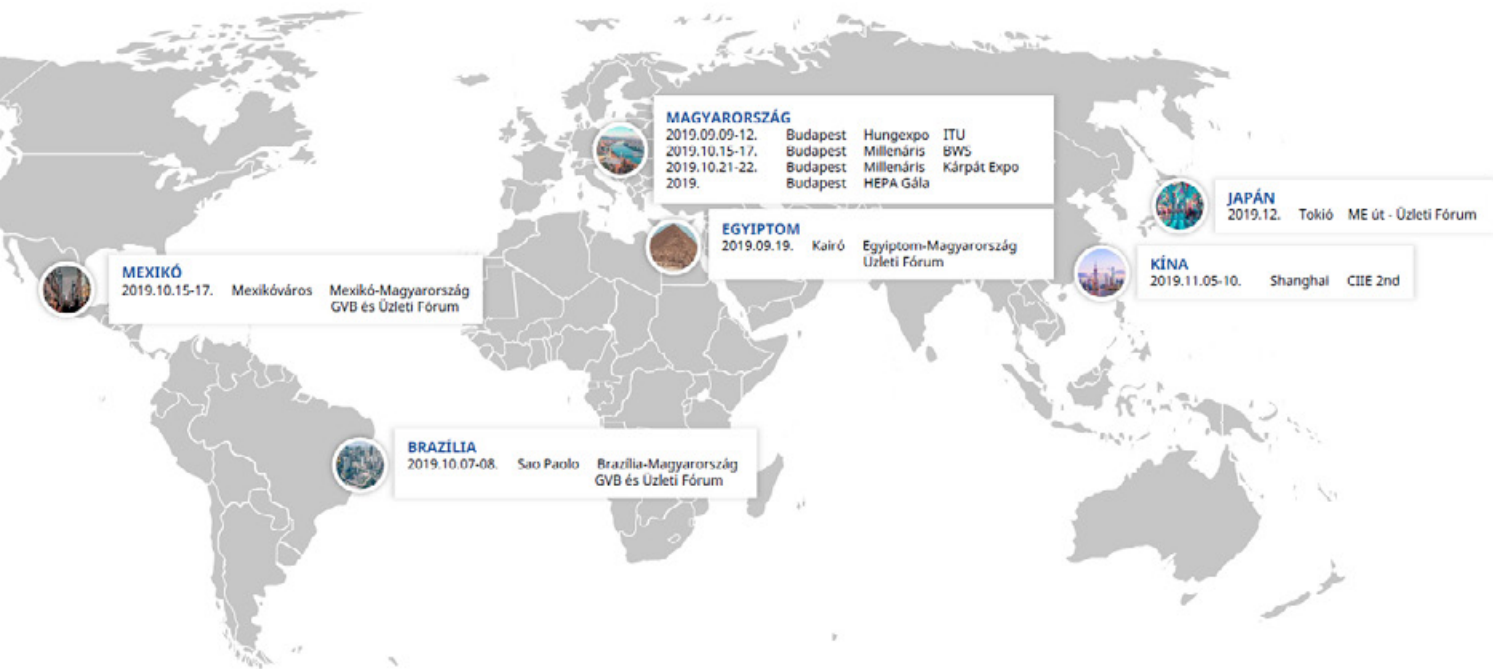 MAGYARORSZÁG
2019.09.09-12. Budapest Hungexpo ITU
2019.10.15-17. Budapest Millenáris BWS
2019.10.21-22. Budapest Millenáris Kárpát Expo
2019. Budapest HEPA Gála
JAPÁN
2019.12. Tokió ME út - Üzleti Fórum
EGYIPTOM
2019.09.19. Kairó Egyiptom-Magyarország
Üzleti Fórum
KÍNA
2019.11.05-10. Shanghai CIIE 2nd
MEXIKÓ
2019.10.15-17. Mexikóváros Mexikó-Magyarország
GVB és Üzleti Fórum
BRAZÍLIA
2019.10.07-08. Sao Paolo Brazília-Magyarország
GVB és Üzleti Fórum